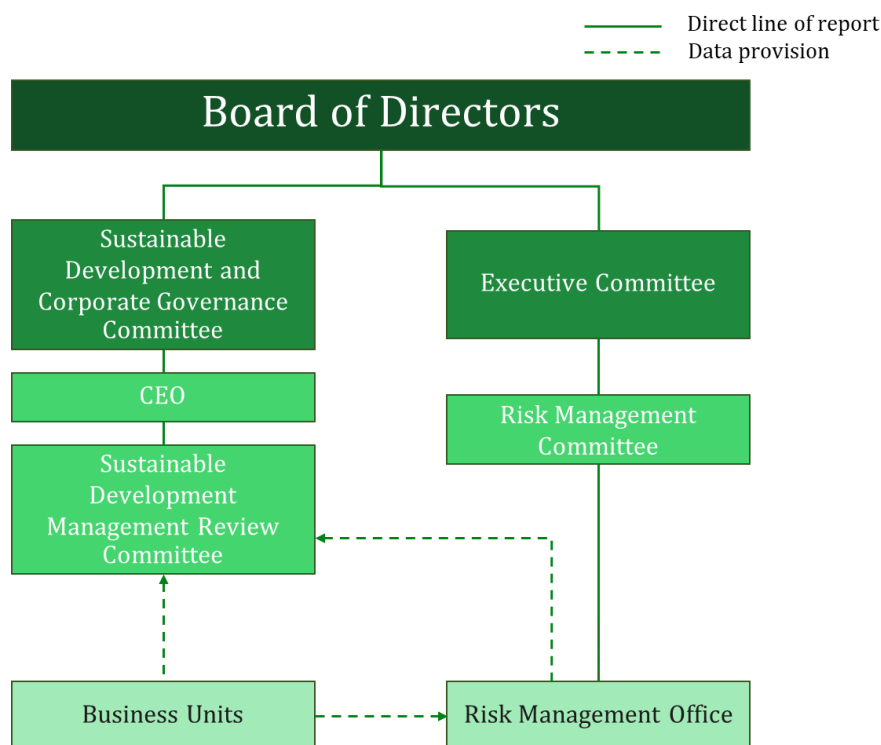 Direct line of report
Data provision
Board of Directors
Sustainable
Development and
Corporate Governance
Committee
Executive Committee
CEO
Risk Management
Committee
Sustainable
Development
Management Review
Committee
Business Units
Risk Management Office